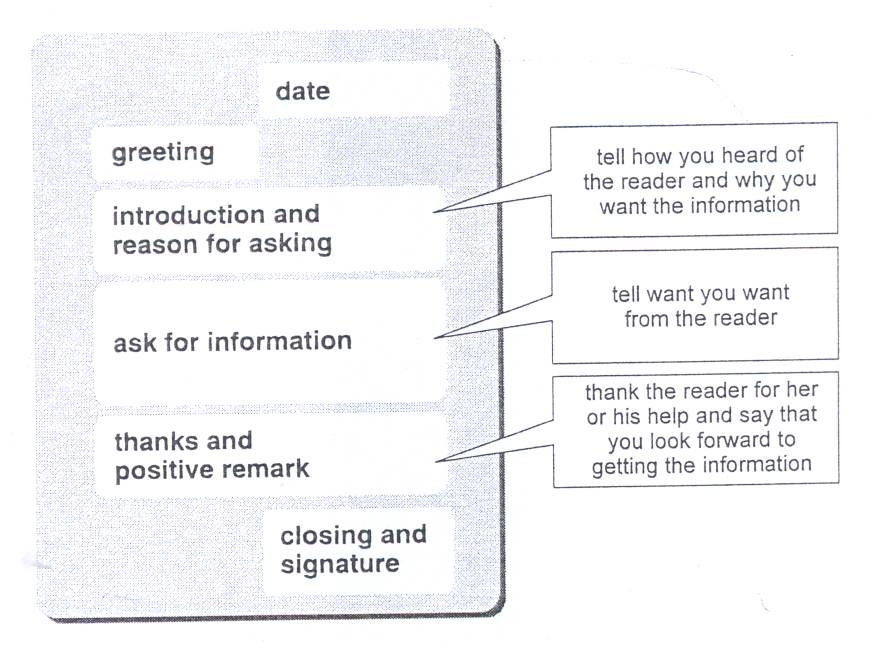 date
greeting
introduction and
reason for asking
tell how you heard of
the reader and why you
want the information
ask for information
tell want you want
from the reader
thanks and
positive remark
thank the reader for her
or his help and say that
you look forward to
getting the information
closing and
signature